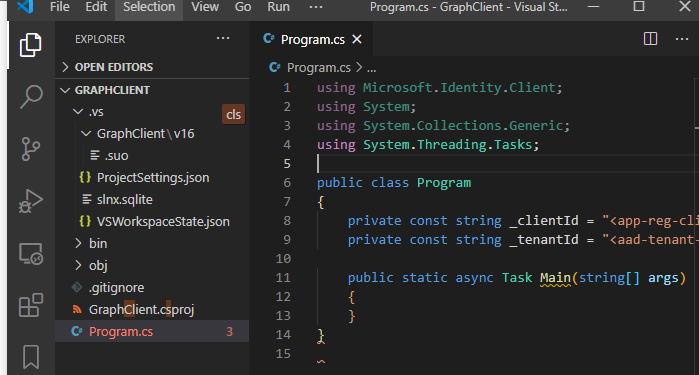 File Edit Selection View Go Run ... Program.cs - GraphClient - Visual St...
EXPLORER ...
OPEN EDITORS
GRAPHCLIENT
.vs
cls
GraphClient\v16
.suo
ProjectSettings.json
slnx.sqlite
VSWorkspaceState.json
bin
obj
.gitignore
GraphClient.csproj
Program.cs 3
Program.cs
Program.cs > ...
1 using Microsoft.Identity.Client;
2 using System;
3 using System.Collections.Generic;
4 using System.Threading.Tasks;
5
6 public class Program
7 {
8 private const string _clientId = "<app-reg-cli
9 private const string _tenantId = "<aad-tenant-
10
11 public static async Task Main(string[] args)
12 {
13 }
14 }
15